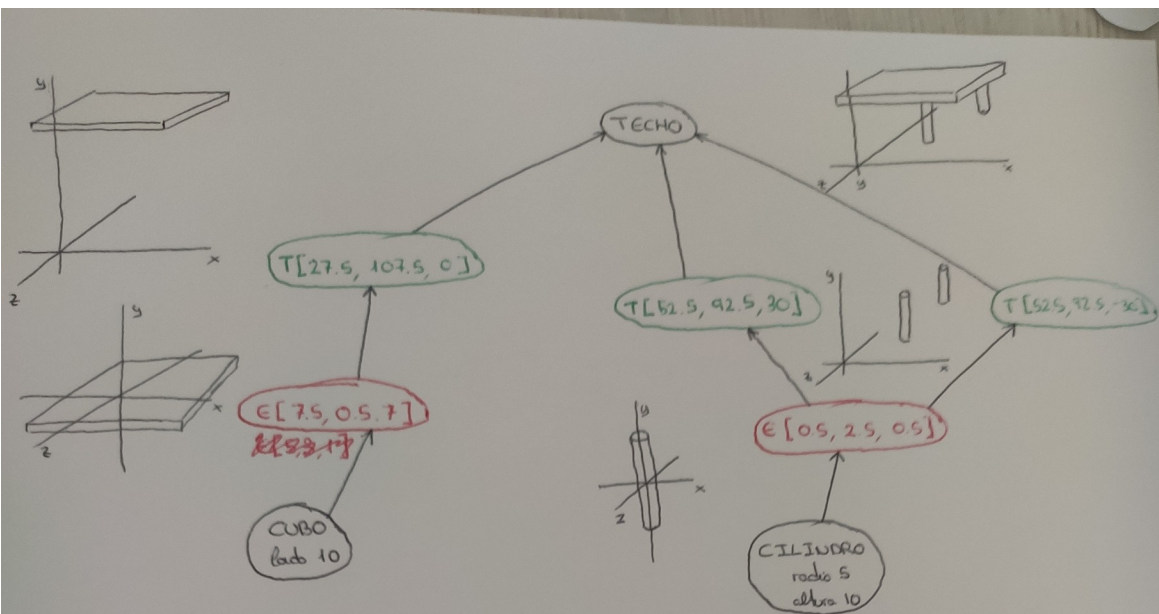 y
TECHO
x
z
y
x
z
T[27.5, 107.5, 0]
T[52.5, 92.5, 30]
T[52.5, 92.5, -30]
y
x
z
y
x
z
E[7.5, 0.5.7]
E[0.5, 2.5, 0.5]
y
x
z
CUBO
lado 10
CILINDRO
radio 5
altura 10